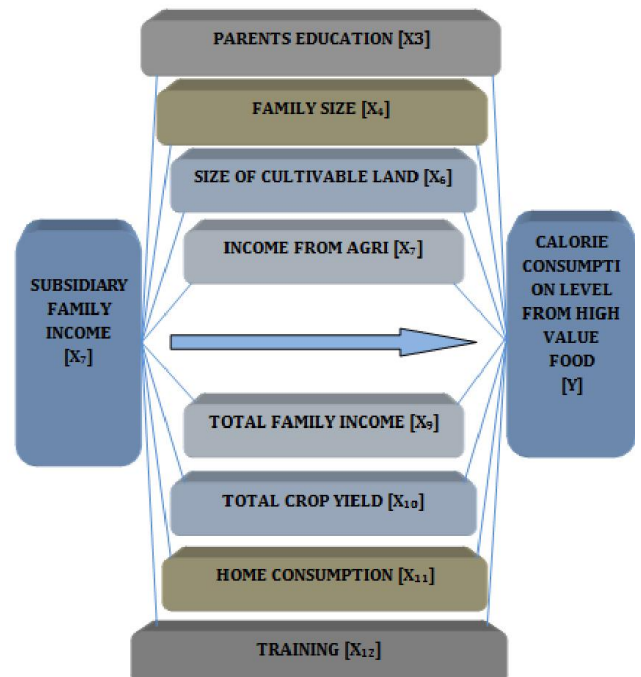 PARENTS EDUCATION [X3]
FAMILY SIZE [X₄]
SIZE OF CULTIVABLE LAND [X₆]
INCOME FROM AGRI [X₇]
SUBSIDIARY
FAMILY
INCOME
[X₇]
CALORIE
CONSUMPTI
ON LEVEL
FROM HIGH
VALUE
FOOD
[Y]
TOTAL FAMILY INCOME [X₉]
TOTAL CROP YIELD [X₁₀]
HOME CONSUMPTION [X₁₁]
TRAINING [X₁₂]